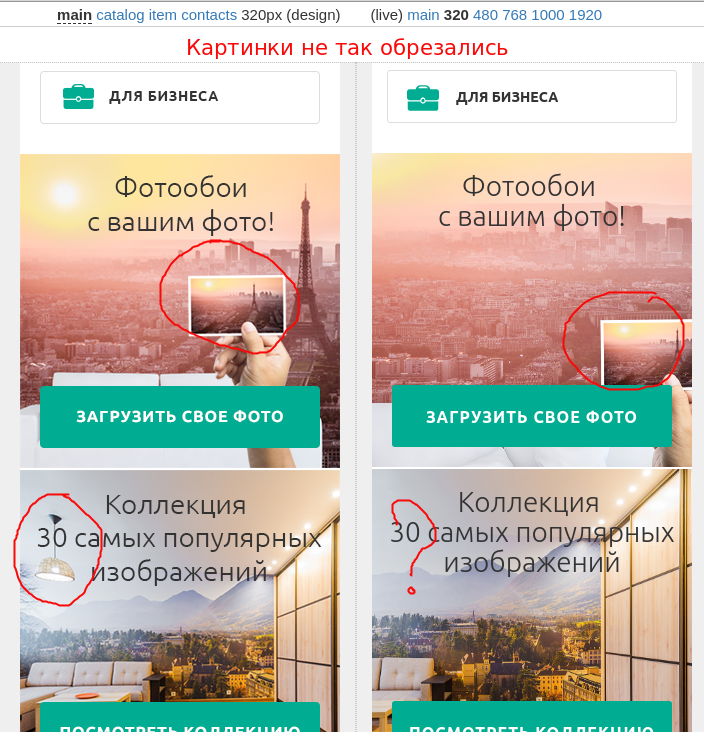 main catalog item contacts 320px (design) (live) main 320 480 768 1000 1920
Картинки не так обрезались
ДЛЯ БИЗНЕСА
ДЛЯ БИЗНЕСА
Фотообои
с вашим фото!
Фотообои
с вашим фото!
ЗАГРУЗИТЬ СВОЕ ФОТО
ЗАГРУЗИТЬ СВОЕ ФОТО
Коллекция
30 самых популярных
изображений
Коллекция
30 самых популярных
изображений
ПОСМОТРЕТЬ КОЛЛЕКЦИЮ
ПОСМОТРЕТЬ КОЛЛЕКЦИЮ